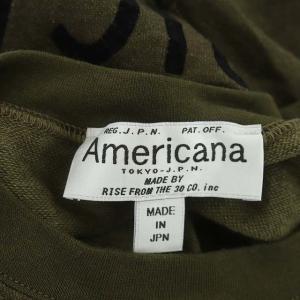 REG. J.P.N. PAT. OFF.
Americana
TOKYO-J.P.N.
MADE BY
RISE FROM THE 30 CO. inc
MADE
IN
JPN